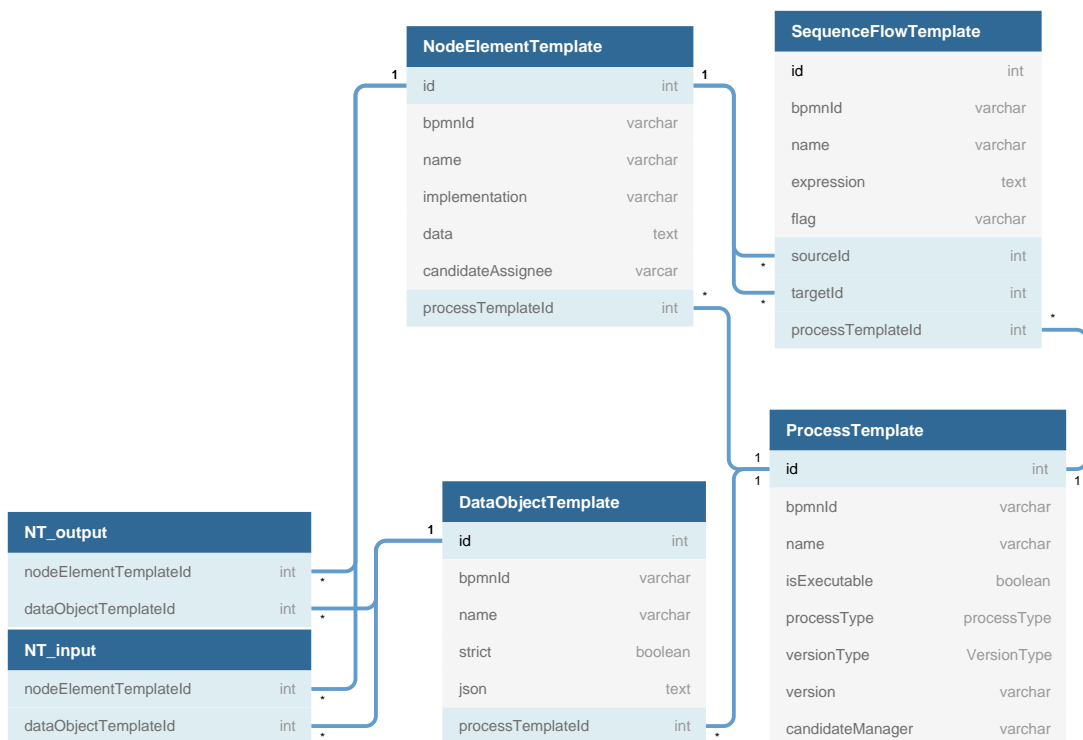 NodeElementTemplate
1
id int
1
bpmnId varchar
name varchar
implementation varchar
data text
candidateAssignee varcar
*
processTemplateId int
SequenceFlowTemplate
id int
bpmnId varchar
name varchar
expression text
flag varchar
sourceId int
*
targetId int
*
*
processTemplateId int
ProcessTemplate
1
id int
1
1
bpmnId varchar
name varchar
isExecutable boolean
processType processType
versionType VersionType
version varchar
candidateManager varchar
DataObjectTemplate
1
id int
bpmnId varchar
name varchar
strict boolean
json text
processTemplateId int
*
NT_output
nodeElementTemplateId int
*
dataObjectTemplateId int
*
NT_input
nodeElementTemplateId int
*
dataObjectTemplateId int
*